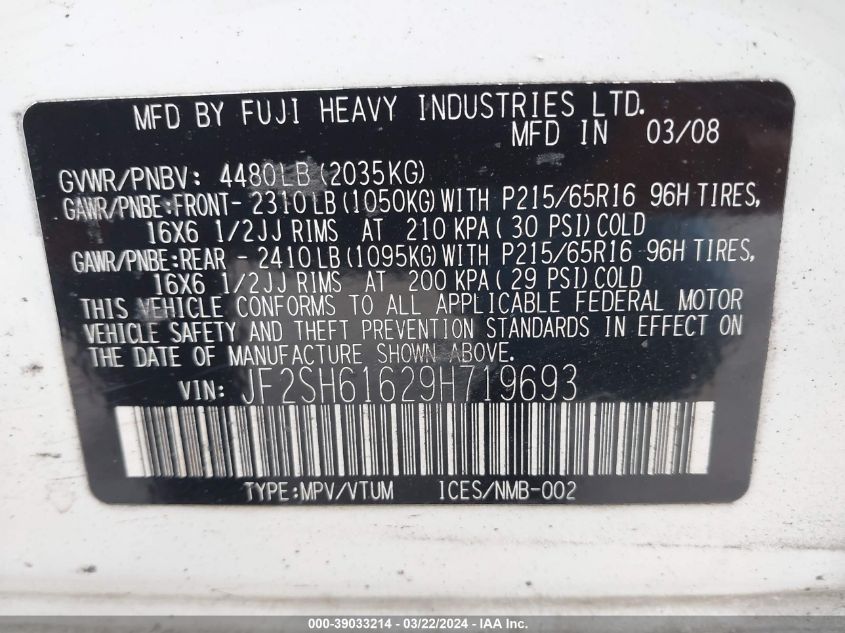 MFD BY FUJI HEAVY INDUSTRIES LTD.
MFD IN 03/08
GVWR/PNBV: 4480LB (2035KG)
GAWR/PNBE:FRONT- 2310 LB (1050KG) WITH P215/65R16 96H TIRES,
16X6 1/2JJ RIMS AT 210 KPA ( 30 PSI) COLD
GAWR/PNBE:REAR - 2410 LB (1095KG) WITH P215/65R16 96H TIRES,
16X6 1/2JJ RIMS AT 200 KPA ( 29 PSI) COLD
THIS VEHICLE CONFORMS TO ALL APPLICABLE FEDERAL MOTOR
VEHICLE SAFETY AND THEFT PREVENTION STANDARDS IN EFFECT ON
THE DATE OF MANUFACTURE SHOWN ABOVE.
VIN: JF2SH61629H719693
TYPE:MPV/VTUM ICES/NMB-002
000-39033214 - 03/22/2024 - IAA Inc.